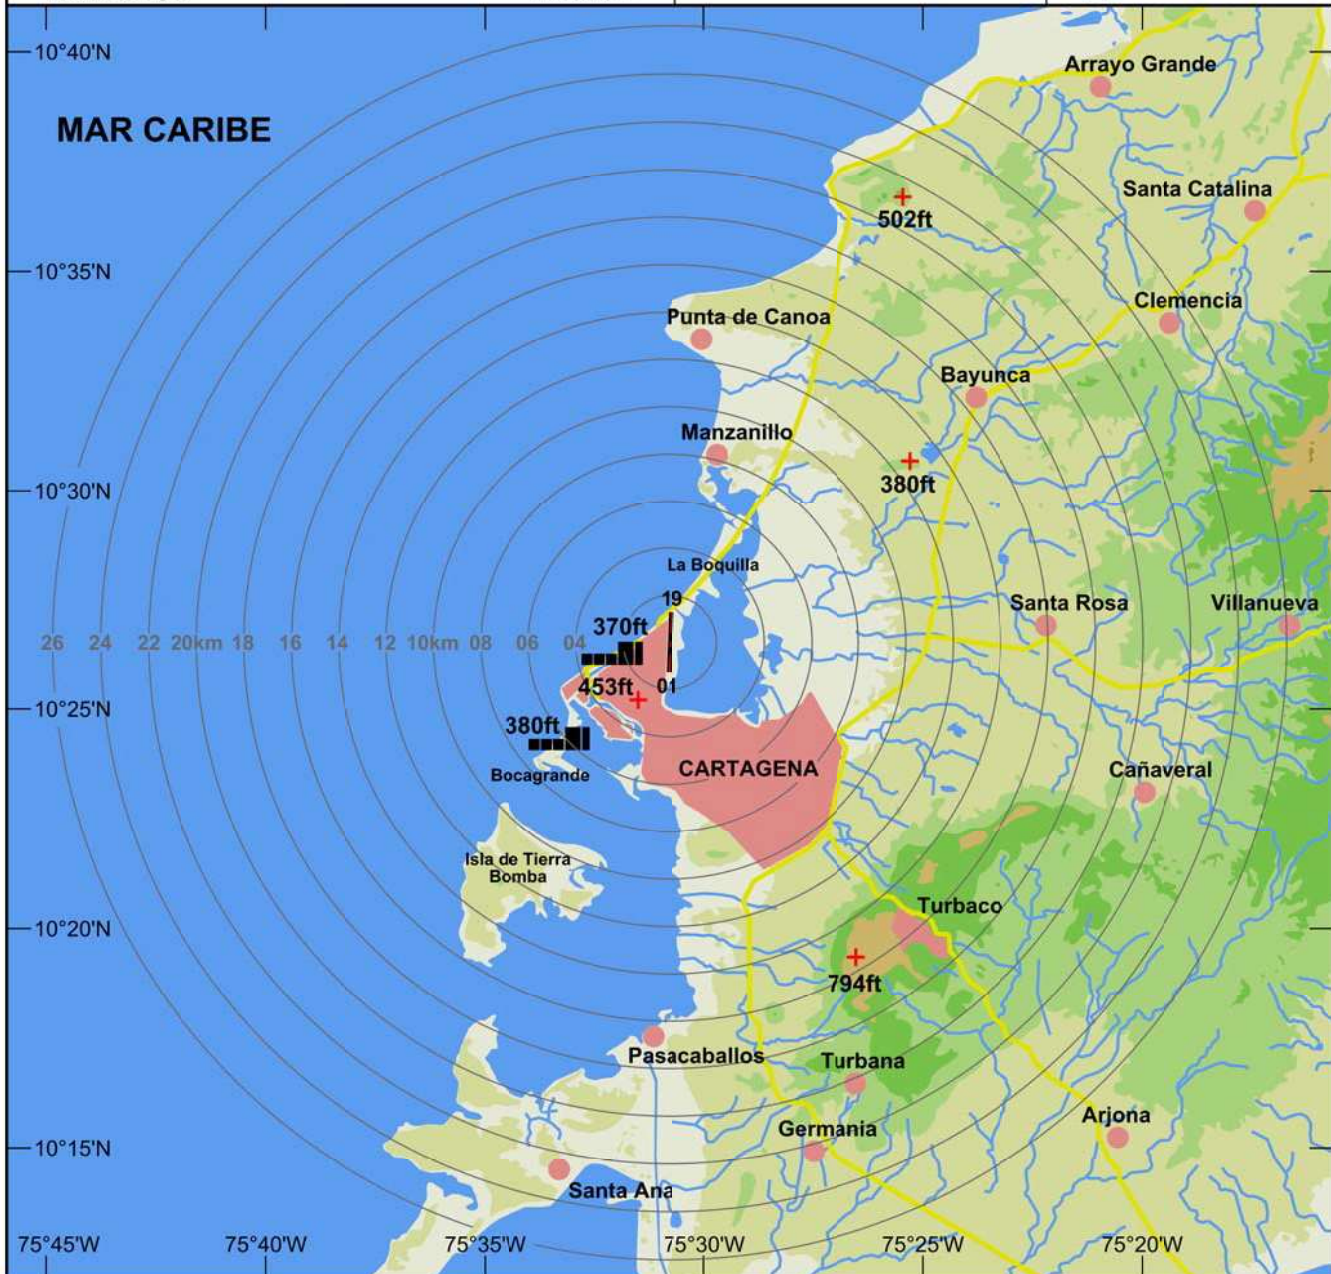 10°40'N
Arrayo Grande
MAR CARIBE
Santa Catalina
502ft
10°35'N
Clemencia
Punta de Canoa
Bayunca
Manzanillo
380ft
10°30'N
La Boquilla
19
Santa Rosa
Villanueva
370ft
26 24 22 20km 18 16 14 12 10km 08 06 04
453ft
01
10°25'N
380ft
CARTAGENA
Cañaveral
Bocagrande
Isla de Tierra
Bomba
Turbaco
10°20'N
794ft
Pasacaballos
Turbana
Arjona
Germania
10°15'N
Santa Ana
75°45'W 75°40'W 75°35'W 75°30'W 75°25'W 75°20'W